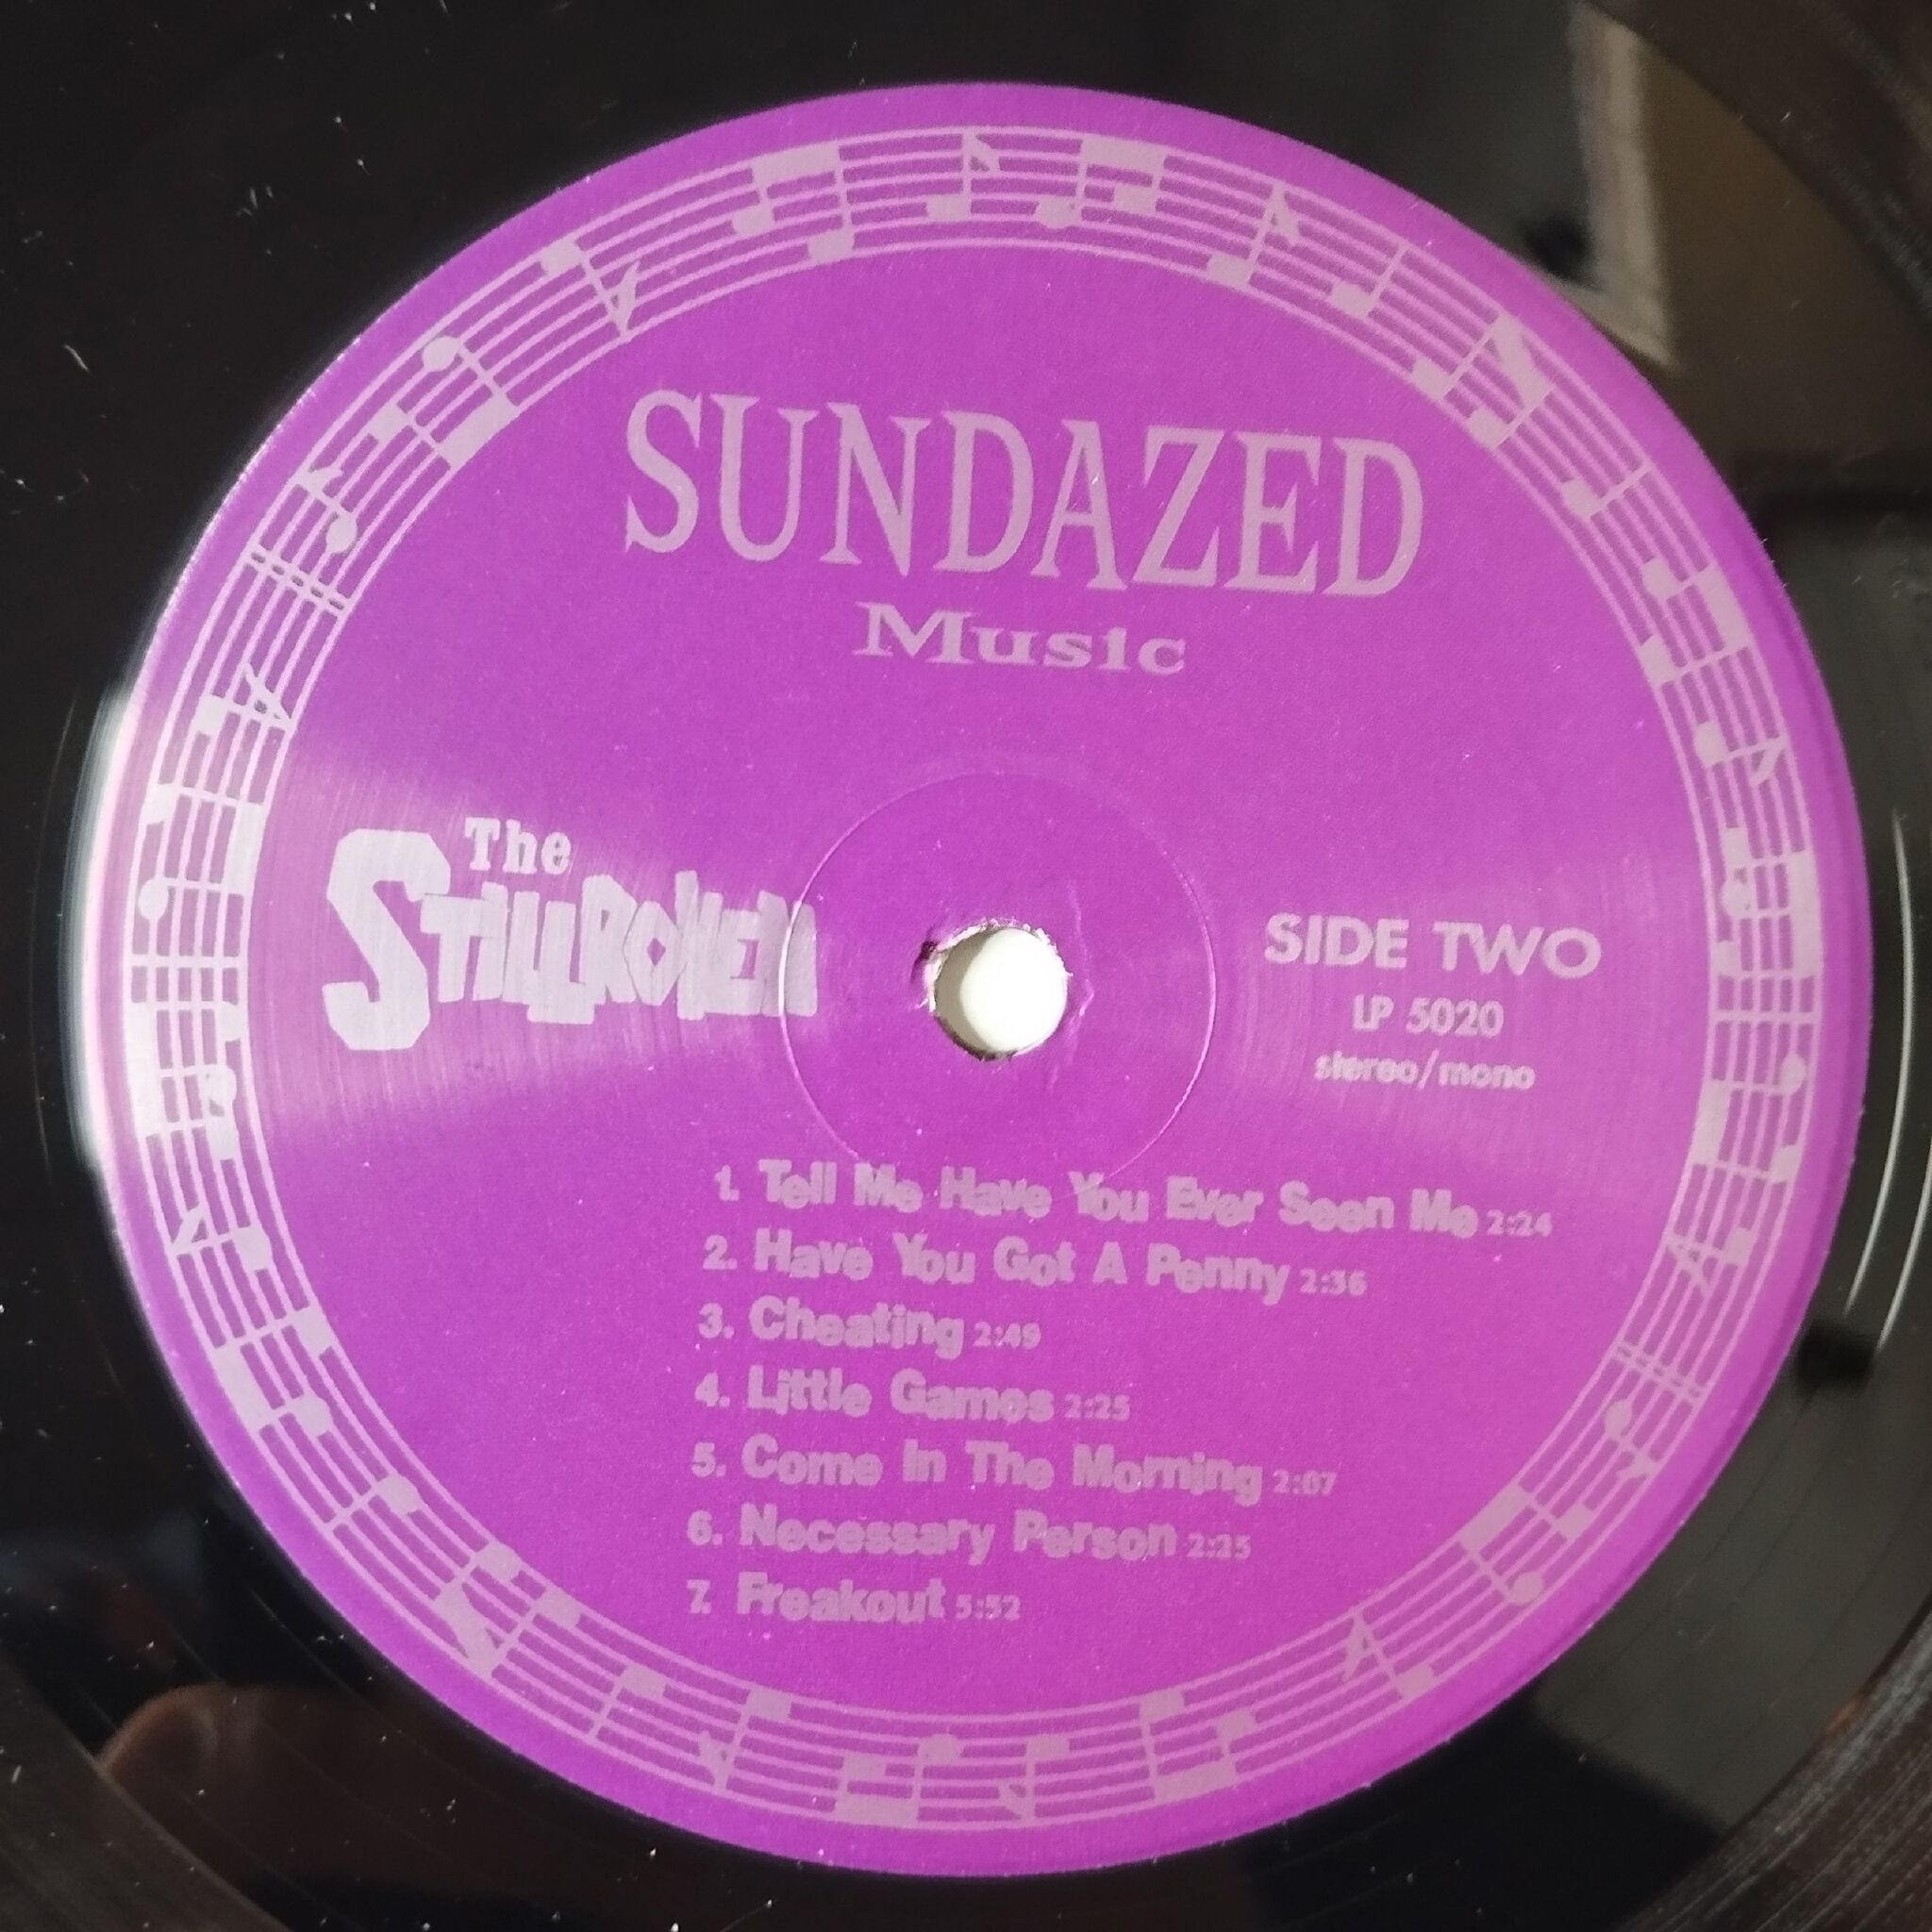 SUNDAZED
Music
The
STILLROVEN
SIDE TWO
LP 5020
stereo/mono
1. Tell Me Have You Ever Seen Me 2:24
2. Have You Got A Penny 2:36
3. Cheating 2:49
4. Little Games 2:25
5. Come In The Morning 2:07
6. Necessary Person 2:25
7. Freakout 5:52